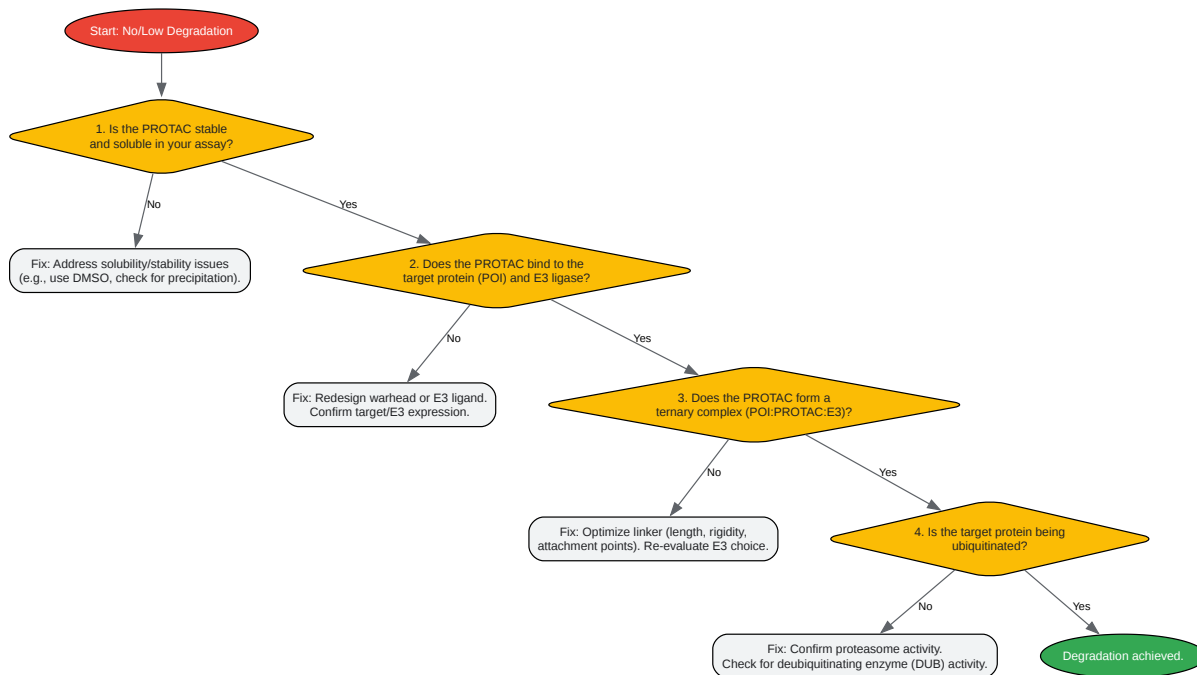 Start: No/Low Degradation
1. Is the PROTAC stable
and soluble in your assay?
No
Yes
Fix: Address solubility/stability issues
(e.g., use DMSO, check for precipitation).
2. Does the PROTAC bind to the
target protein (POI) and E3 ligase?
No
Yes
Fix: Redesign warhead or E3 ligand.
Confirm target/E3 expression.
3. Does the PROTAC form a
ternary complex (POI:PROTAC:E3)?
No
Yes
Fix: Optimize linker (length, rigidity,
attachment points). Re-evaluate E3 choice.
4. Is the target protein being
ubiquitinated?
No
Yes
Fix: Confirm proteasome activity.
Check for deubiquitinating enzyme (DUB) activity.
Degradation achieved.